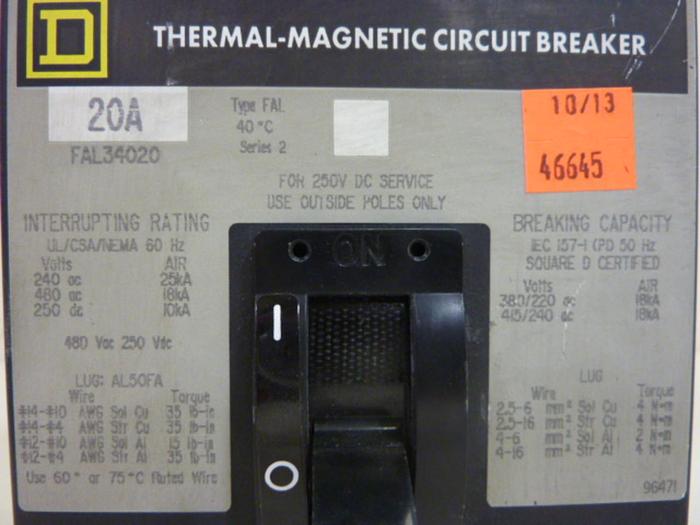 D
THERMAL-MAGNETIC CIRCUIT BREAKER
20A
FAL34020
Type FAL
40°C
Series 2
10/13
46645
FOR 250V DC SERVICE
USE OUTSIDE POLES ONLY
INTERRUPTING RATING
UL/CSA/NEMA 60 Hz
Volts AIR
240 ac 25kA
480 ac 18kA
250 dc 10kA
480 Vac 250 Vdc
LUG: AL50FA
Wire Torque
#14-#10 AWG Sol Cu 35 lb-in
#14-#4 AWG Str Cu 35 lb-in
#12-#10 AWG Sol Al 15 lb-in
#12-#4 AWG Str Al 35 lb-in
Use 60° or 75°C Rated Wire
ON
I
O
BREAKING CAPACITY
IEC 157-1 (PD 50 Hz
SQUARE D CERTIFIED
Volts AIR
380/220 ac 18kA
415/240 ac 18kA
LUG
Wire Torque
2.5-6 mm² Sol Cu 4 N•m
2.5-16 mm² Str Cu 4 N•m
4-6 mm² Sol Al 2 N•m
4-16 mm² Str Al 4 N•m
96471